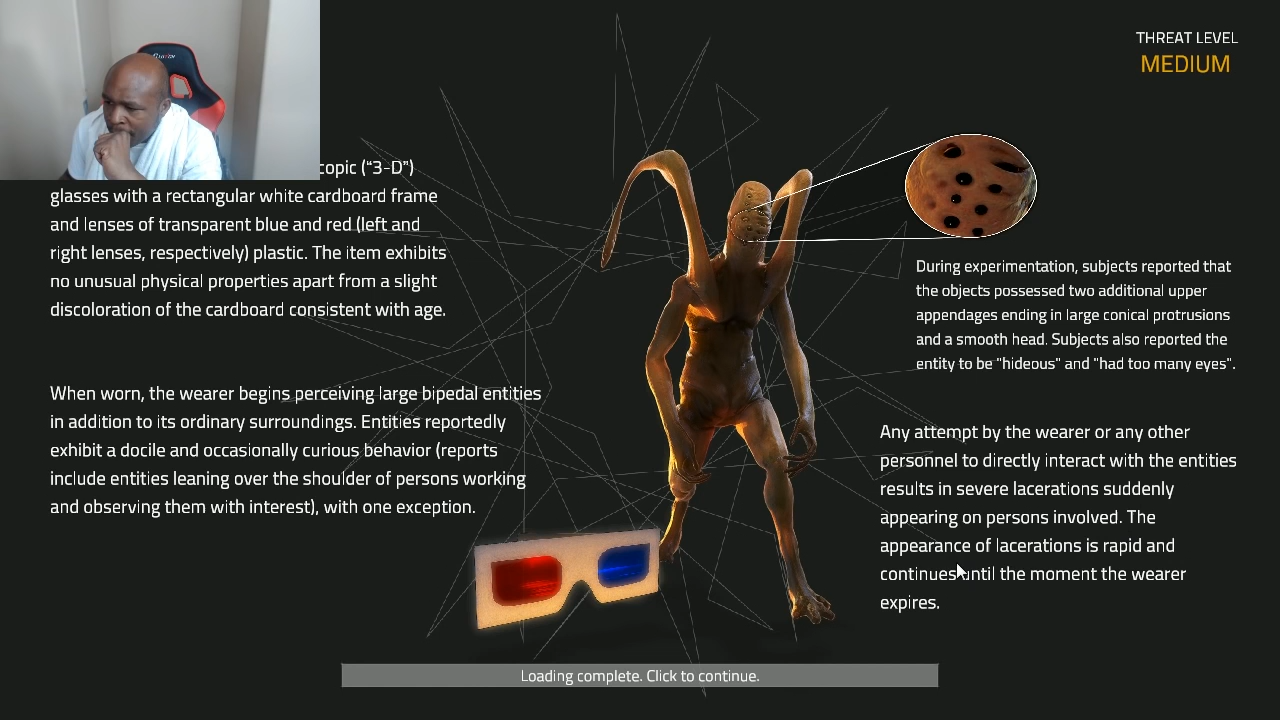 THREAT LEVEL
MEDIUM
copic ("3-D")
glasses with a rectangular white cardboard frame
and lenses of transparent blue and red (left and
right lenses, respectively) plastic. The item exhibits
no unusual physical properties apart from a slight
discoloration of the cardboard consistent with age.
When worn, the wearer begins perceiving large bipedal entities
in addition to its ordinary surroundings. Entities reportedly
exhibit a docile and occasionally curious behavior (reports
include entities leaning over the shoulder of persons working
and observing them with interest), with one exception.
During experimentation, subjects reported that
the objects possessed two additional upper
appendages ending in large conical protrusions
and a smooth head. Subjects also reported the
entity to be "hideous" and "had too many eyes".
Any attempt by the wearer or any other
personnel to directly interact with the entities
results in severe lacerations suddenly
appearing on persons involved. The
appearance of lacerations is rapid and
continues until the moment the wearer
expires.
Loading complete. Click to continue.